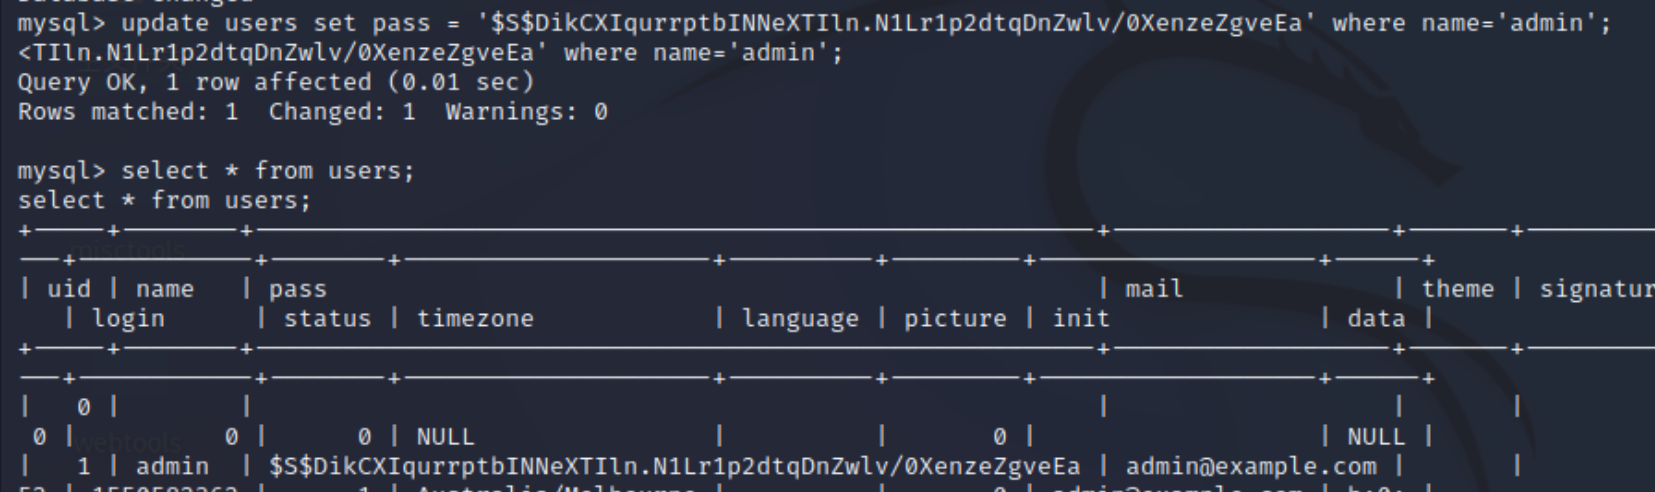 mysql> update users set pass = '$S$DikCXIqurrptbINNeXTIln.N1Lr1p2dtqDnZwlv/0XenzeZgveEa' where name='admin';
<TIln.N1Lr1p2dtqDnZwlv/0XenzeZgveEa' where name='admin';
Query OK, 1 row affected (0.01 sec)
Rows matched: 1  Changed: 1  Warnings: 0
mysql> select * from users;
select * from users;
misctools
| uid | name | pass | mail | theme | signatur
| login | status | timezone | language | picture | init | data |
| 0 | | | | |
0 | 0 | 0 | NULL | | 0 | | NULL |
webtools
| 1 | admin | $S$DikCXIqurrptbINNeXTIln.N1Lr1p2dtqDnZwlv/0XenzeZgveEa | admin@example.com | |